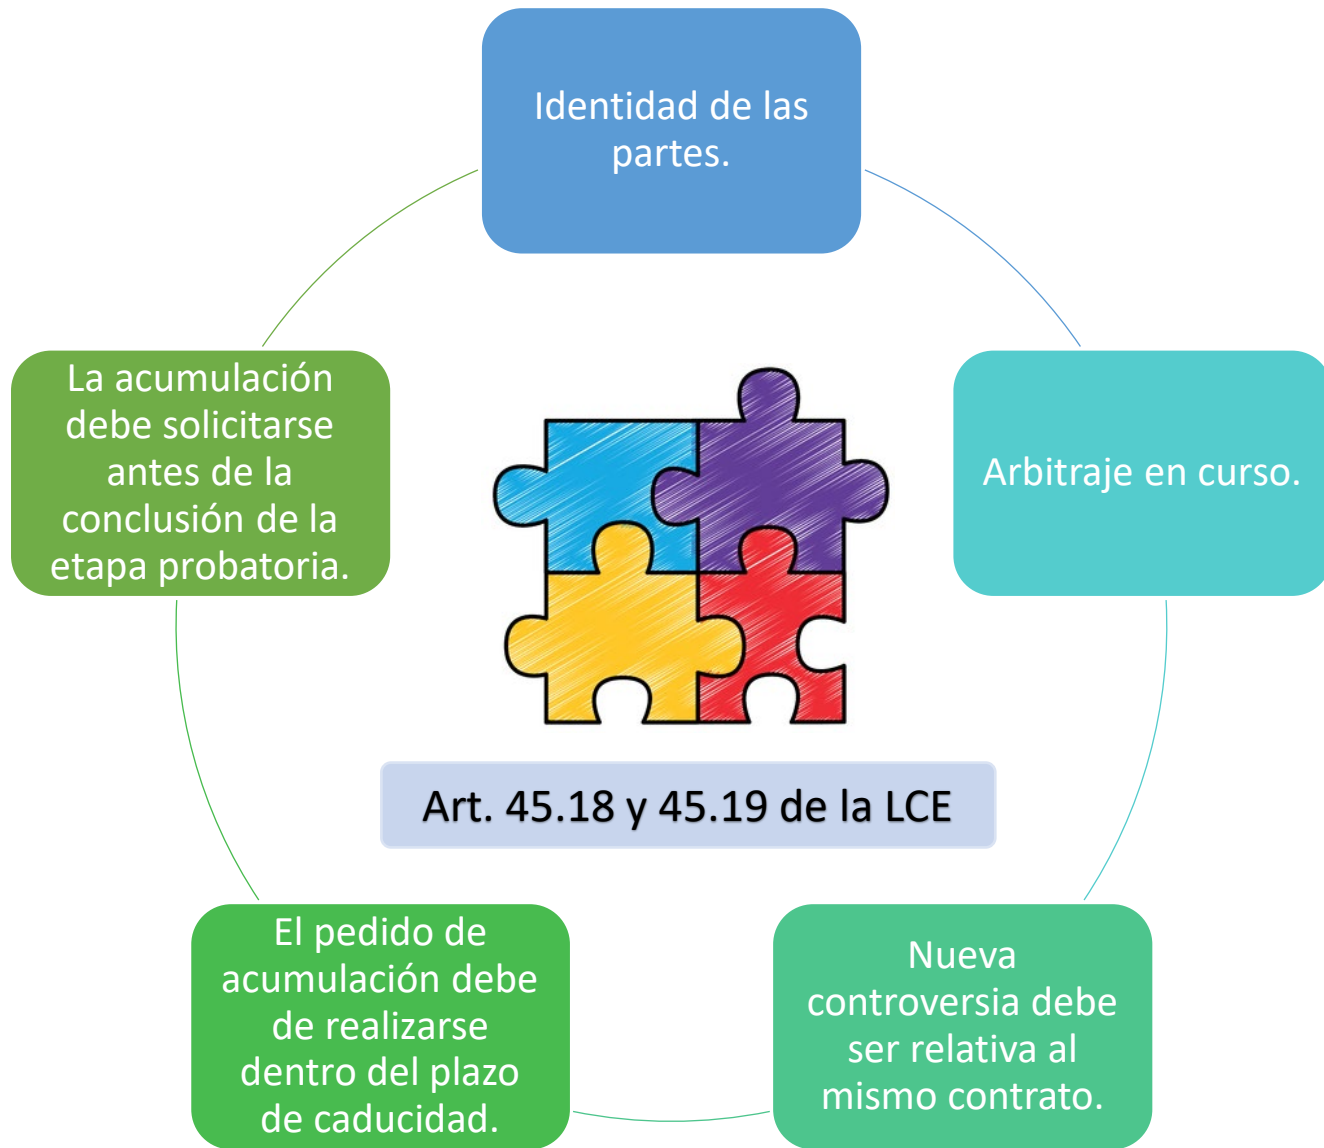 Identidad de las
partes.
Arbitraje en curso.
Nueva
controversia debe
ser relativa al
mismo contrato.
El pedido de
acumulación debe
de realizarse
dentro del plazo
de caducidad.
La acumulación
debe solicitarse
antes de la
conclusión de la
etapa probatoria.
Art. 45.18 y 45.19 de la LCE